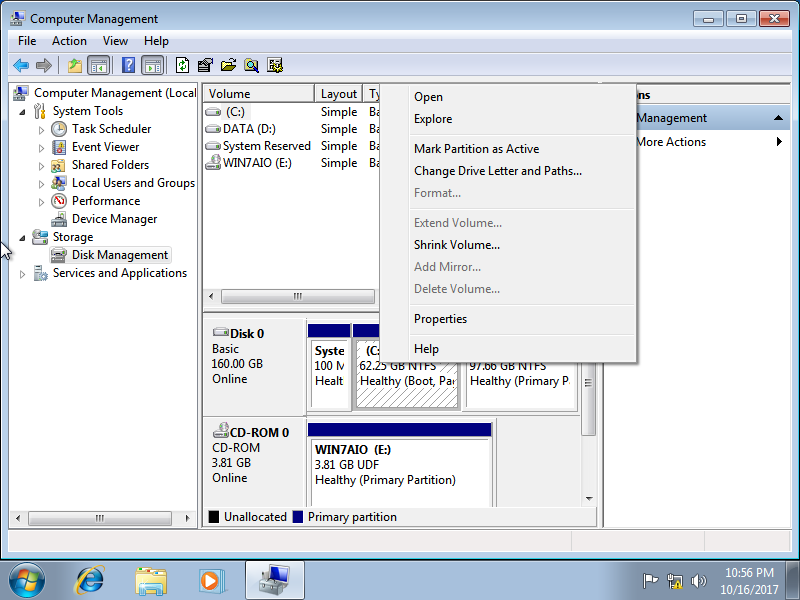 Computer Management
File Action View Help
Computer Management (Local
System Tools
Task Scheduler
Event Viewer
Shared Folders
Local Users and Groups
Performance
Device Manager
Storage
Disk Management
Services and Applications
Volume Layout Ty
(C:) Simple Ba
DATA (D:) Simple Ba
System Reserved Simple Ba
WIN7AIO (E:) Simple Ba
Open
Explore
Mark Partition as Active
Change Drive Letter and Paths...
Format...
Extend Volume...
Shrink Volume...
Add Mirror...
Delete Volume...
Properties
Help
ns
Management
More Actions
Disk 0
Basic
160.00 GB
Online
Syste
100 M
Healt
(C:
62.25 GB NTFS
Healthy (Boot, Pa
97.66 GB NTFS
Healthy (Primary P
CD-ROM 0
CD-ROM
3.81 GB
Online
WIN7AIO (E:)
3.81 GB UDF
Healthy (Primary Partition)
Unallocated Primary partition
10:56 PM
10/16/2017